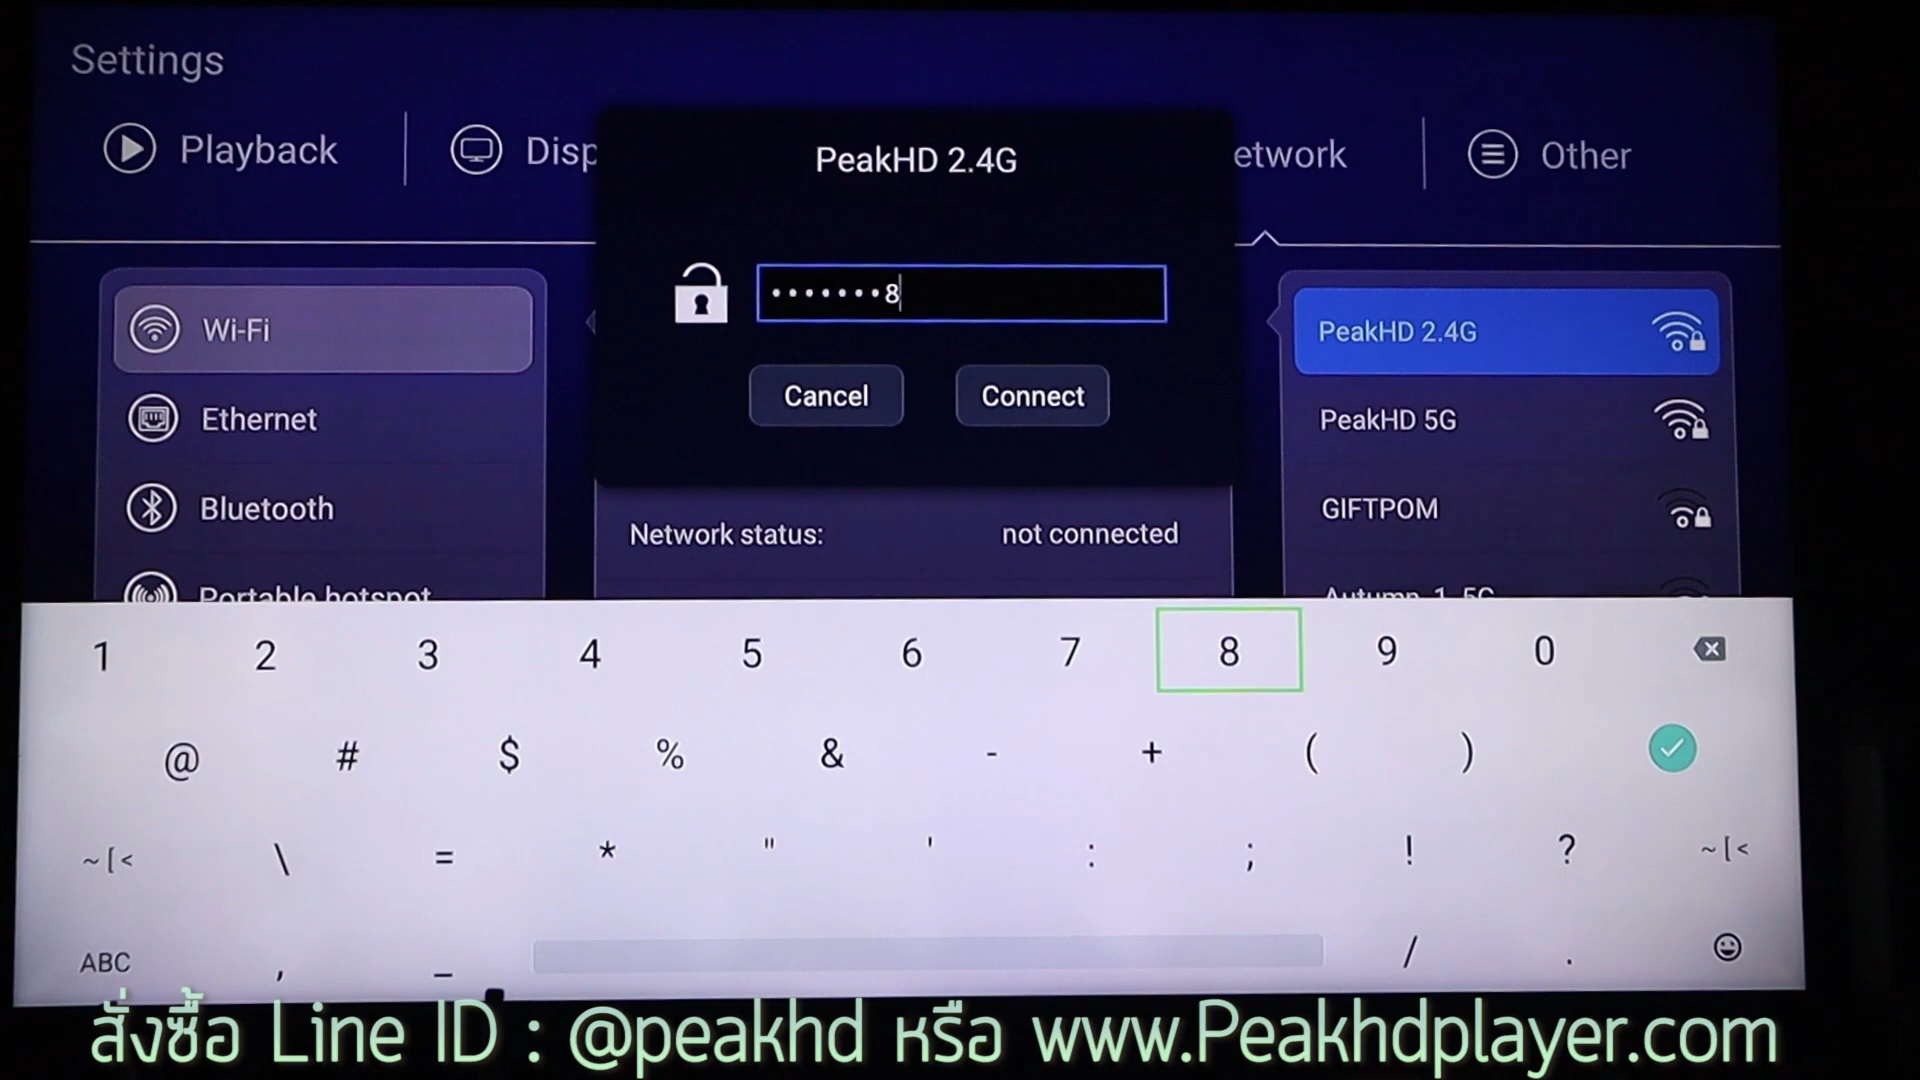 Settings
Playback
Disp
etwork
Other
PeakHD 2.4G
•••••••8
Cancel
Connect
Wi-Fi
Ethernet
Bluetooth
Portable hotspot
Network status: not connected
PeakHD 2.4G
PeakHD 5G
GIFTPOM
Autumn_1_5G
1 2 3 4 5 6 7 8 9 0
@ # $ % & - + ( )
~[< \ = * " ' : ; ! ? ~[<
ABC , _ / .
สั่งซื้อ Line ID : @peakhd หรือ www.Peakhdplayer.com